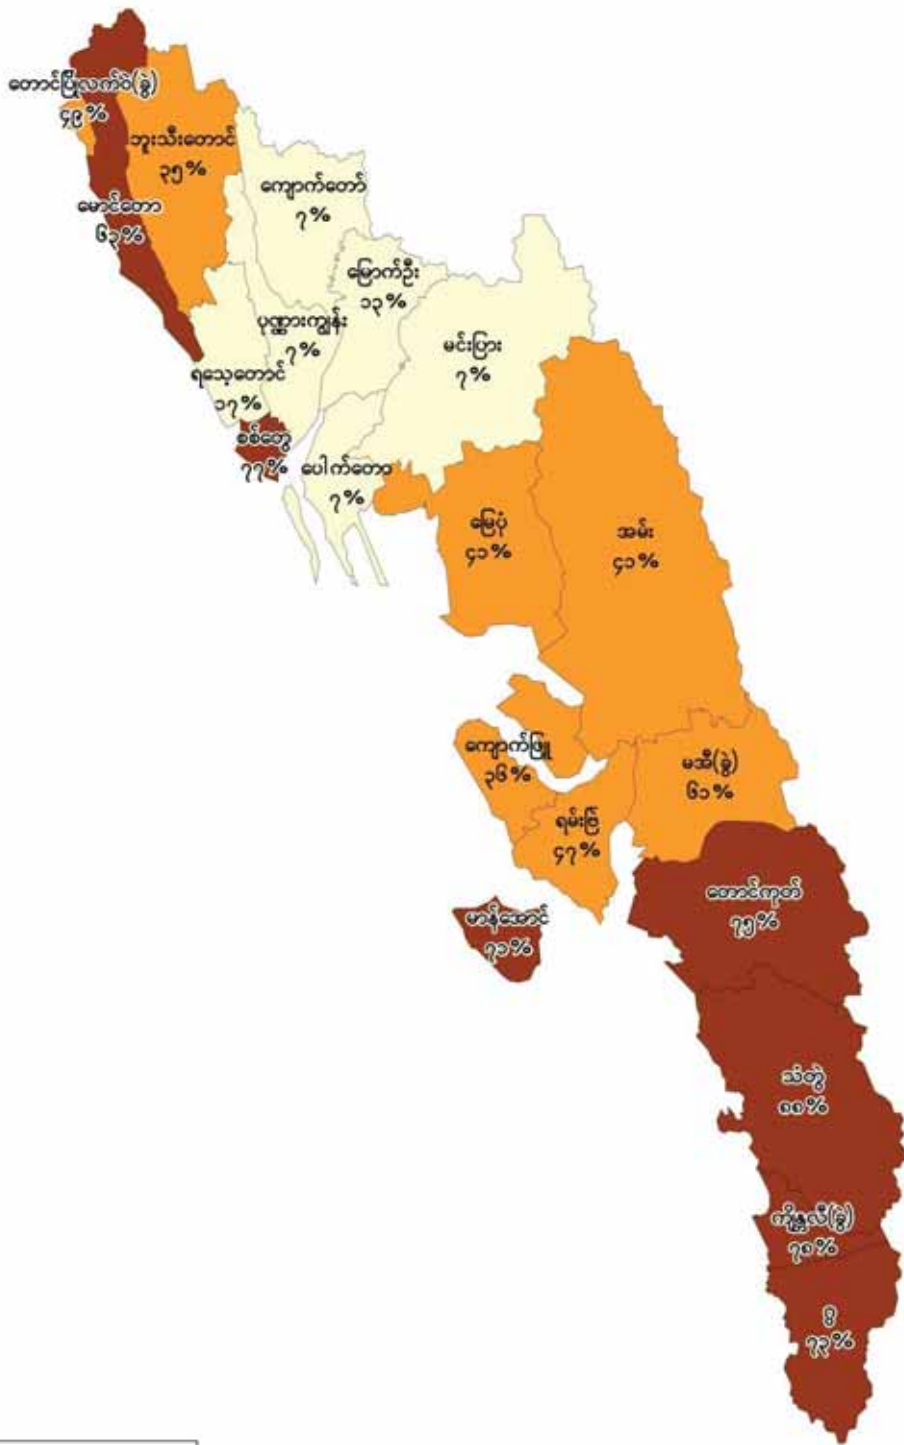 တောင်ပြိုလက်ဝဲ(ခွဲ)
၄၉%
ဘူးသီးတောင်
၃၅%
မောင်တော
၆၃%
ကျောက်တော်
၇%
မြောက်ဦး
၁၃%
ပုဏ္ဏားကျွန်း
၇%
မင်းပြား
၇%
ရသေ့တောင်
၁၇%
စစ်တွေ
၇၇%
ပေါက်တော
၇%
မြေပုံ
၄၁%
အမ်း
၄၁%
ကျောက်ဖြူ
၃၆%
မအီ(ခွဲ)
၆၁%
ရမ်းဗြဲ
၄၇%
တောင်ကုတ်
၇၅%
မာန်အောင်
၇၁%
သံတွဲ
၈၈%
ကျိန္တလီ(ခွဲ)
၇၈%
ဂွ
၇၃%